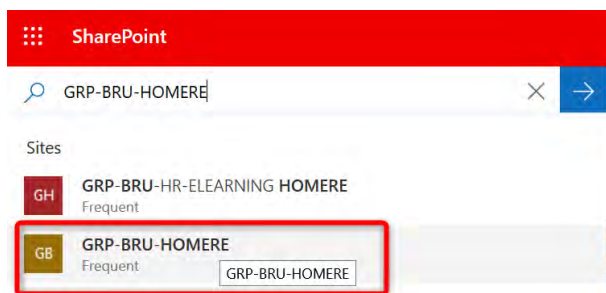 SharePoint
GRP-BRU-HOMERE
Sites
GH
GRP-BRU-HR-ELEARNING HOMERE
Frequent
GB
GRP-BRU-HOMERE
Frequent
GRP-BRU-HOMERE